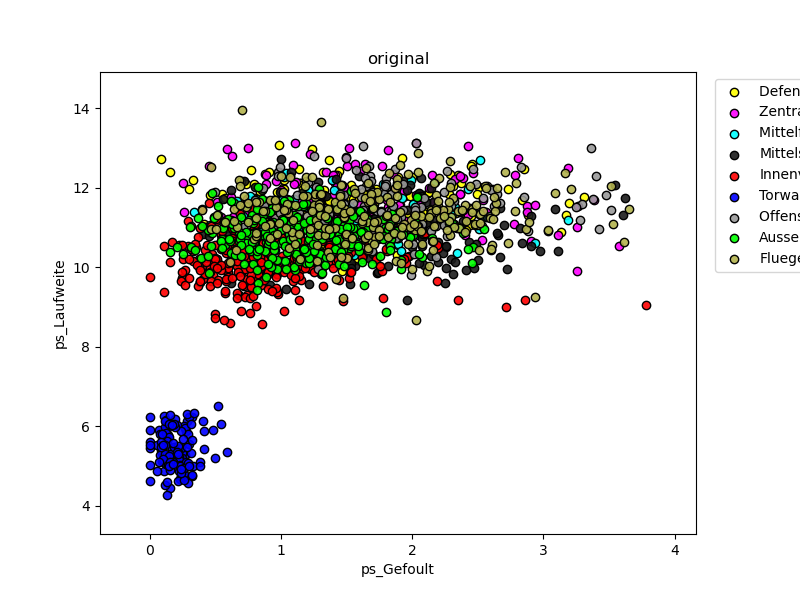 original
14
12
10
8
6
4
ps_Laufweite
0 1 2 3 4
ps_Gefoult
Defen
Zentra
Mittelf
Mittels
Innenv
Torwa
Offens
Ausse
Fluege